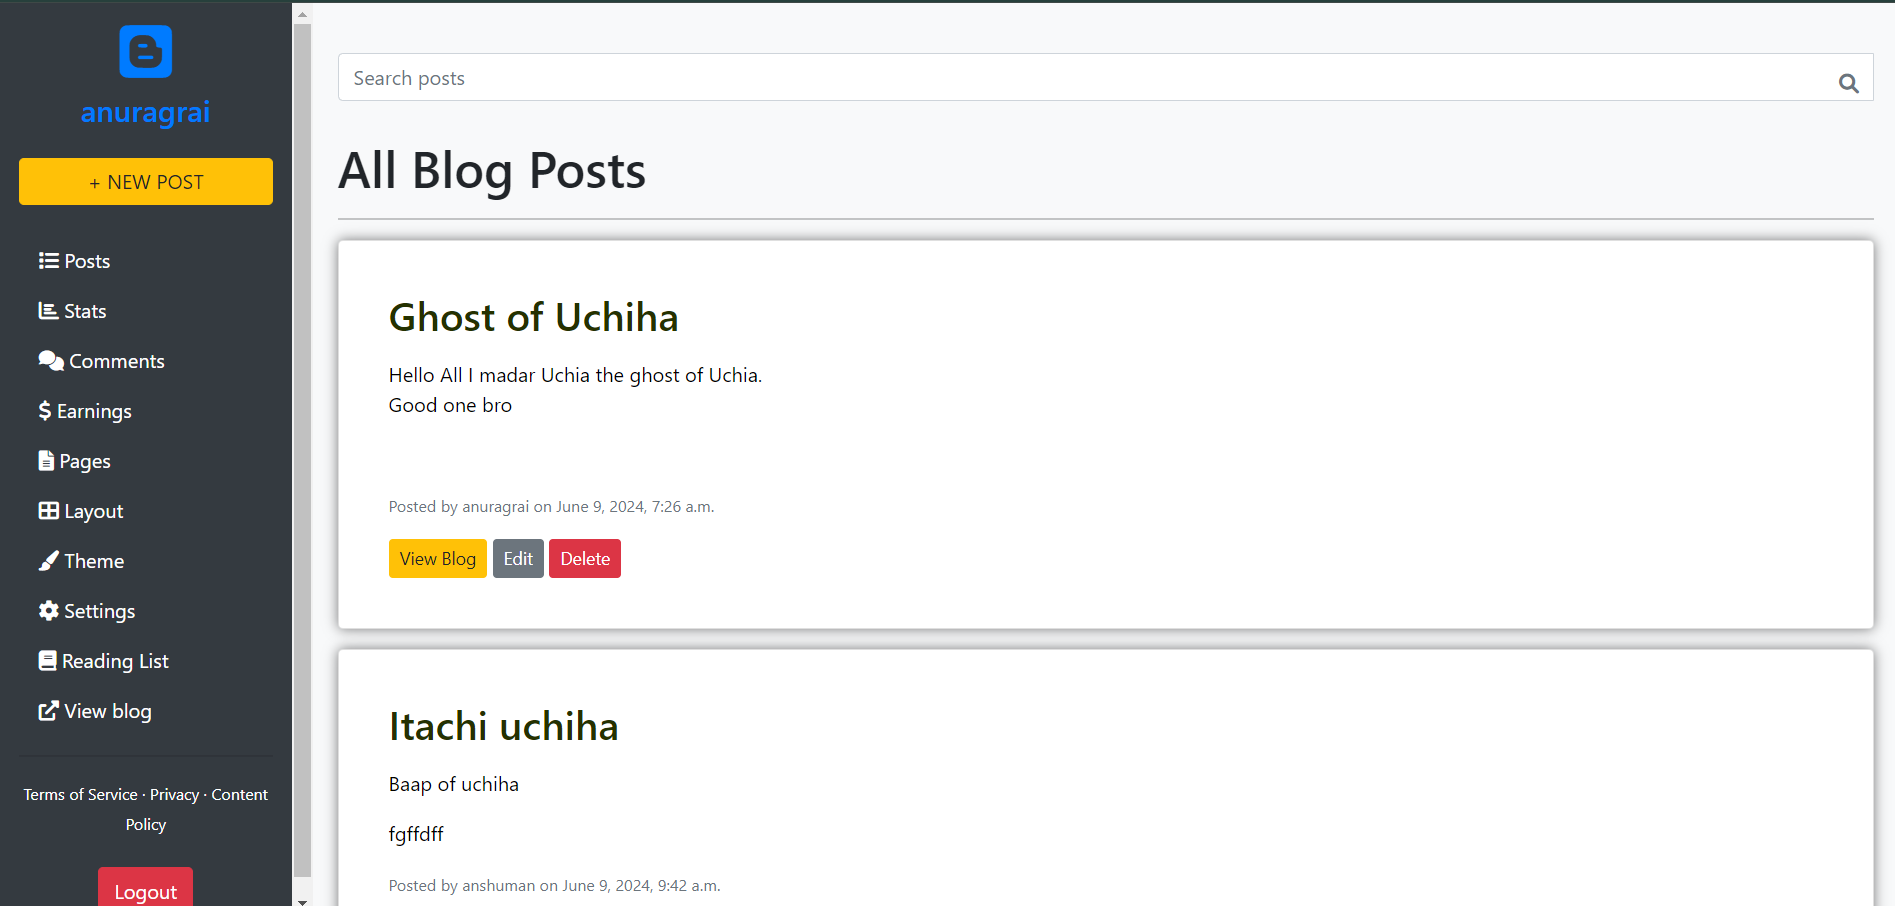 anuragrai
+ NEW POST
Posts
Stats
Comments
Earnings
Pages
Layout
Theme
Settings
Reading List
View blog
Terms of Service · Privacy · Content
Policy
Logout
Search posts
All Blog Posts
Ghost of Uchiha
Hello All I madar Uchia the ghost of Uchia.
Good one bro
Posted by anuragrai on June 9, 2024, 7:26 a.m.
View Blog Edit Delete
Itachi uchiha
Baap of uchiha
fgffdff
Posted by anshuman on June 9, 2024, 9:42 a.m.